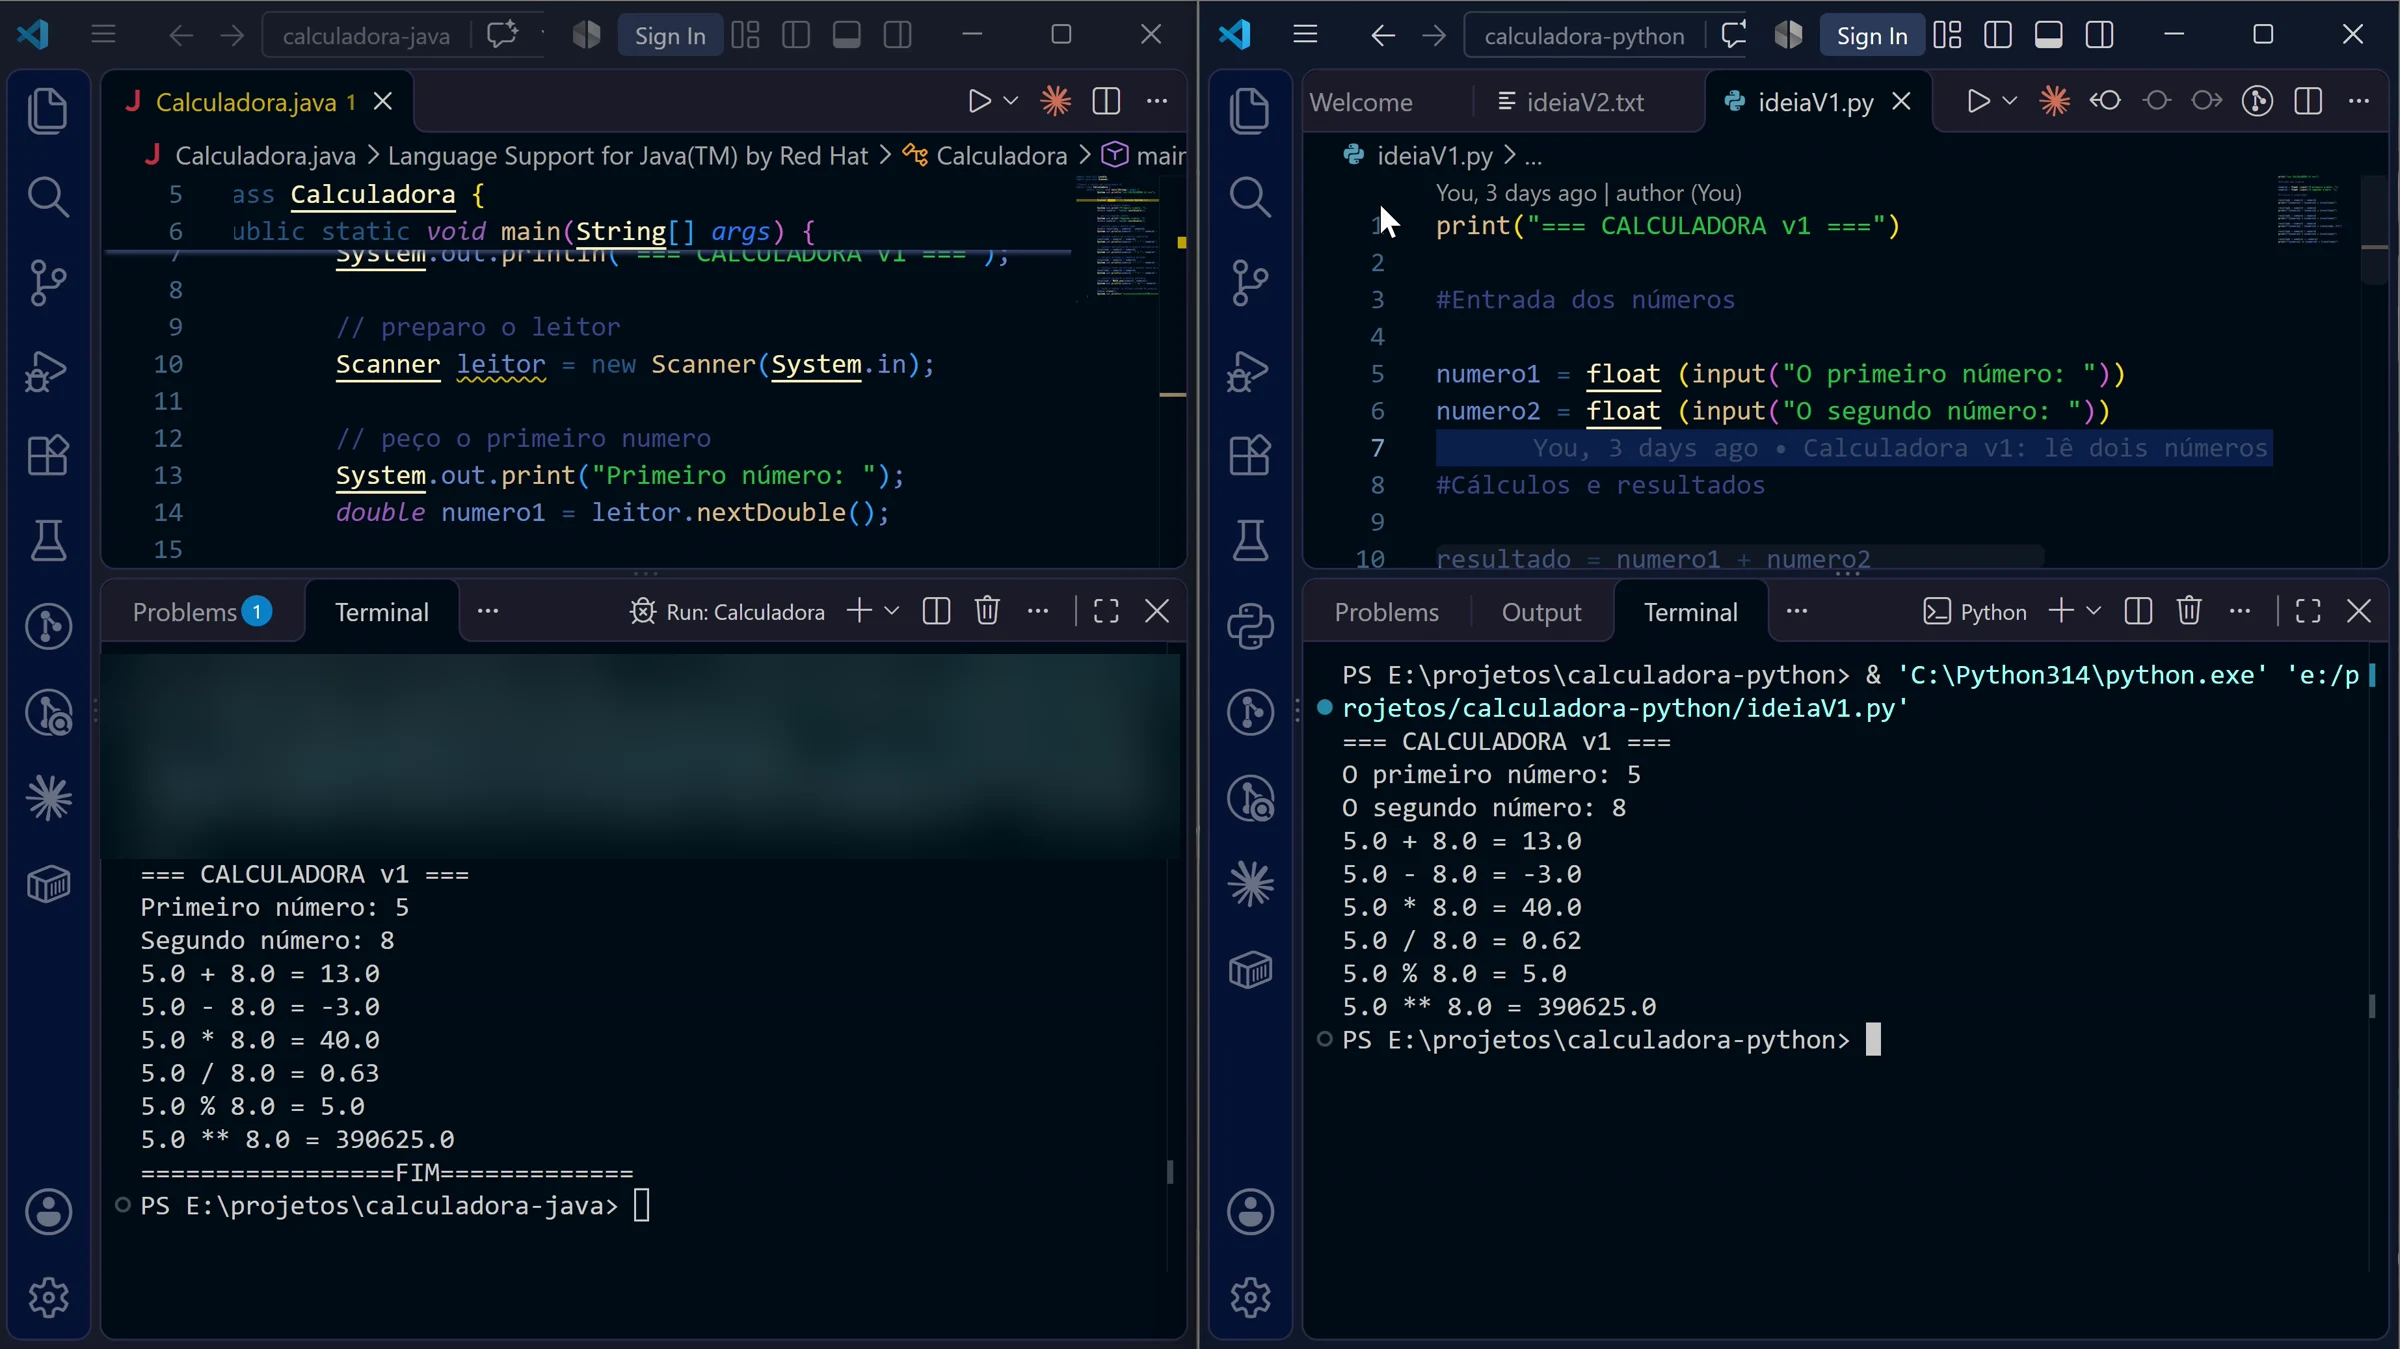 calculadora-java
Sign In
Calculadora.java 1
Calculadora.java > Language Support for Java(TM) by Red Hat > Calculadora > main
5 ass Calculadora {
6 ublic static void main(String[] args) {
7 System.out.println("=== CALCULADORA v1 ===");
8
9 // preparo o leitor
10 Scanner leitor = new Scanner(System.in);
11
12 // peço o primeiro numero
13 System.out.print("Primeiro número: ");
14 double numero1 = leitor.nextDouble();
15
Problems 1
Terminal
Run: Calculadora
=== CALCULADORA v1 ===
Primeiro número: 5
Segundo número: 8
5.0 + 8.0 = 13.0
5.0 - 8.0 = -3.0
5.0 * 8.0 = 40.0
5.0 / 8.0 = 0.63
5.0 % 8.0 = 5.0
5.0 ** 8.0 = 390625.0
=================FIM=============
PS E:\projetos\calculadora-java>
calculadora-python
Sign In
Welcome
ideiaV2.txt
ideiaV1.py
ideiaV1.py > ...
You, 3 days ago | author (You)
1 print("=== CALCULADORA v1 ===")
2
3 #Entrada dos números
4
5 numero1 = float (input("O primeiro número: "))
6 numero2 = float (input("O segundo número: "))
7 You, 3 days ago • Calculadora v1: lê dois números
8 #Cálculos e resultados
9
10 resultado = numero1 + numero2
Problems
Output
Terminal
Python
PS E:\projetos\calculadora-python> & 'C:\Python314\python.exe' 'e:/p
rojetos/calculadora-python/ideiaV1.py'
=== CALCULADORA v1 ===
O primeiro número: 5
O segundo número: 8
5.0 + 8.0 = 13.0
5.0 - 8.0 = -3.0
5.0 * 8.0 = 40.0
5.0 / 8.0 = 0.62
5.0 % 8.0 = 5.0
5.0 ** 8.0 = 390625.0
PS E:\projetos\calculadora-python>